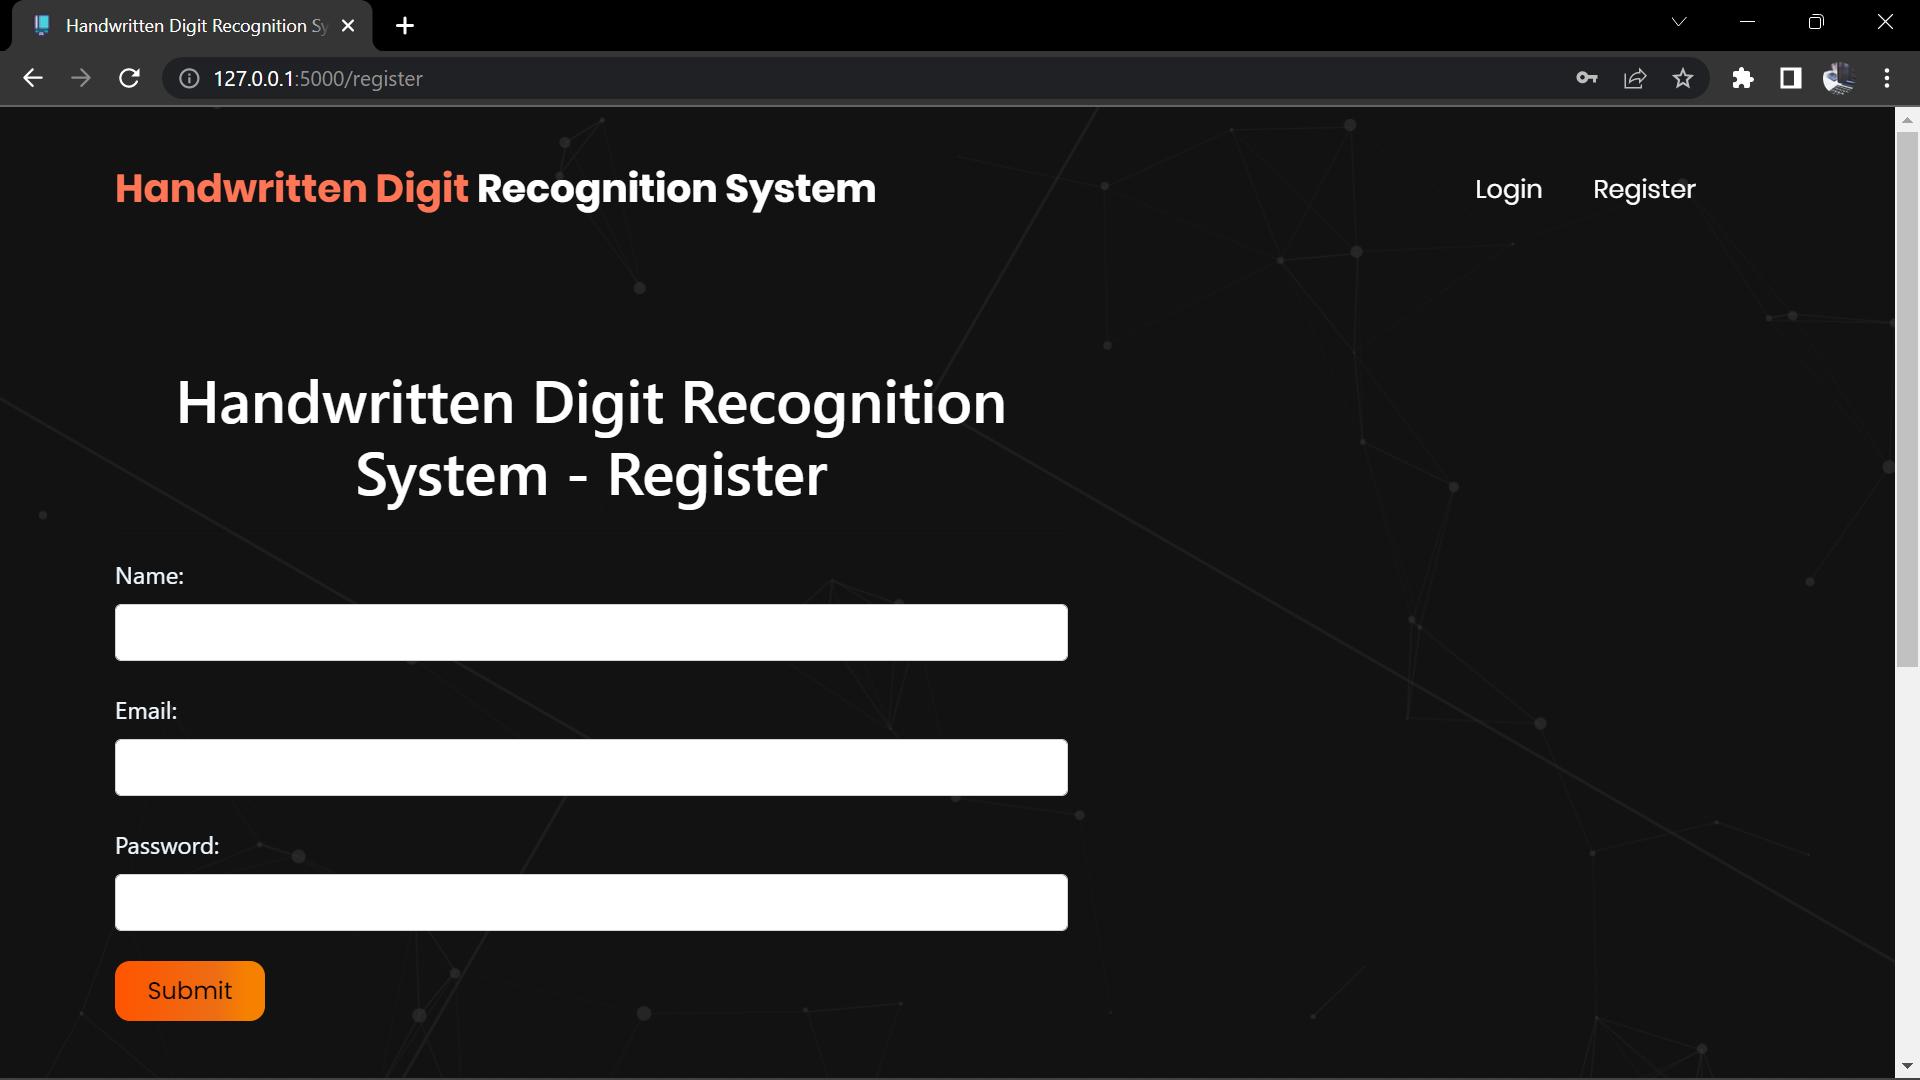 Handwritten Digit Recognition Sy
127.0.0.1:5000/register
Handwritten Digit Recognition System
Login
Register
Handwritten Digit Recognition
System - Register
Name:
Email:
Password:
Submit